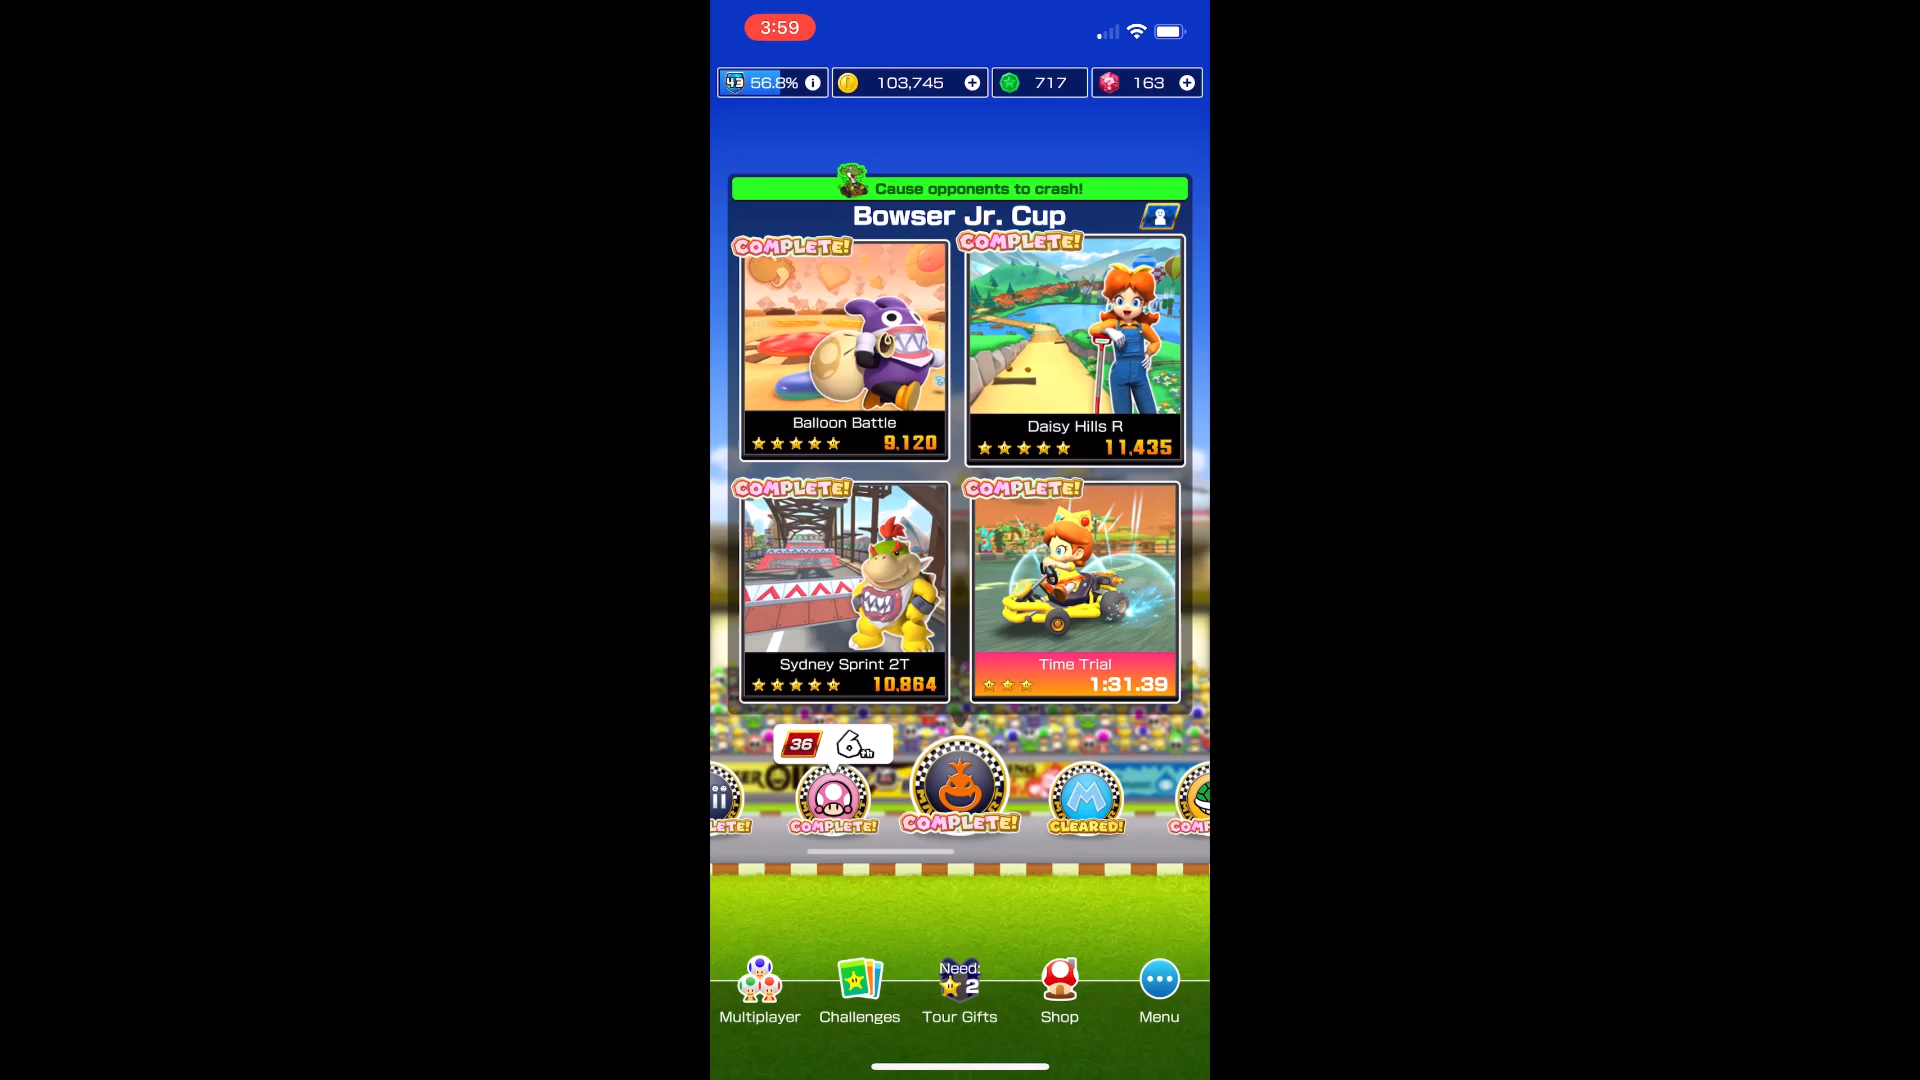 3:59
43 56.8% i 103,745 717 163
Cause opponents to crash!
Bowser Jr. Cup
COMPLETE! COMPLETE!
Balloon Battle
9,120
Daisy Hills R
11,435
COMPLETE! COMPLETE!
Sydney Sprint 2T
10,864
Time Trial
1:31.39
36 6th
COMPLETE! COMPLETE! CLEARED!
Need:
2
Multiplayer Challenges Tour Gifts Shop Menu